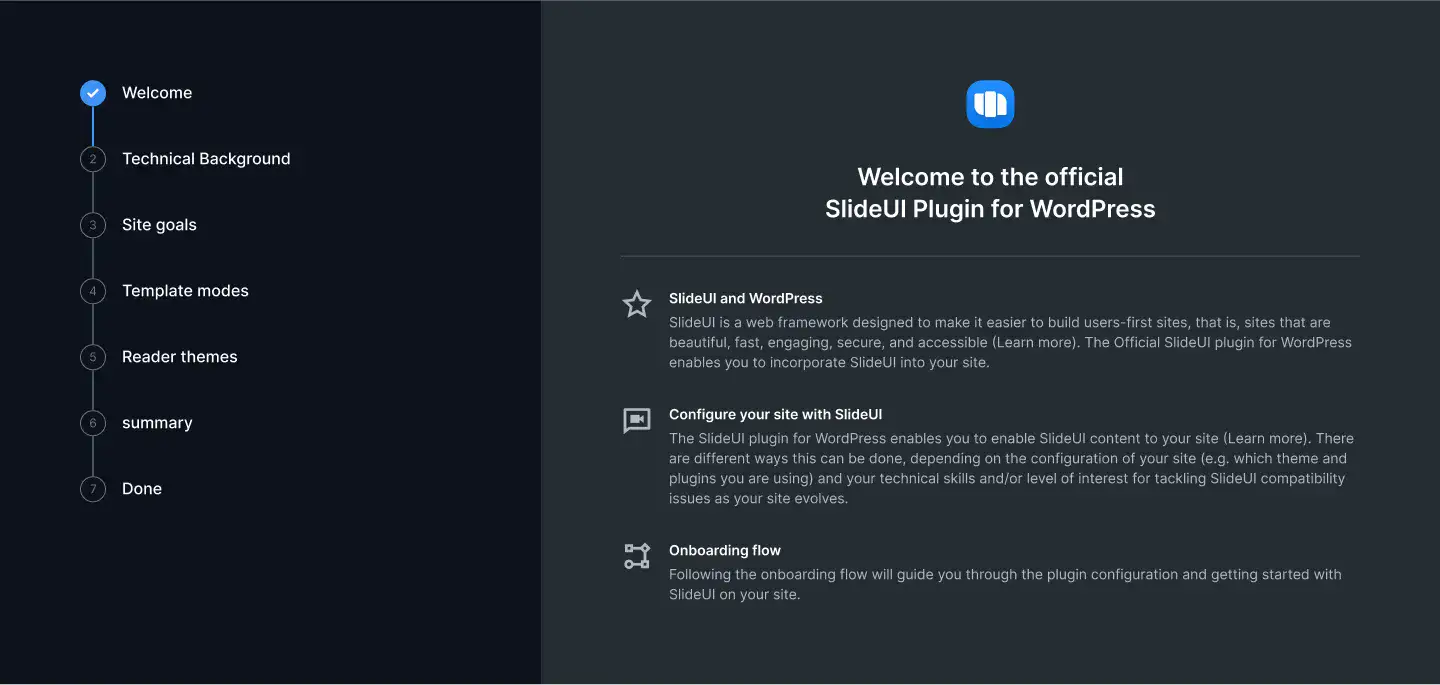 Welcome
2 Technical Background
3 Site goals
4 Template modes
5 Reader themes
6 summary
7 Done
Welcome to the official
SlideUI Plugin for WordPress
SlideUI and WordPress
SlideUI is a web framework designed to make it easier to build users-first sites, that is, sites that are
beautiful, fast, engaging, secure, and accessible (Learn more). The Official SlideUI plugin for WordPress
enables you to incorporate SlideUI into your site.
Configure your site with SlideUI
The SlideUI plugin for WordPress enables you to enable SlideUI content to your site (Learn more). There
are different ways this can be done, depending on the configuration of your site (e.g. which theme and
plugins you are using) and your technical skills and/or level of interest for tackling SlideUI compatibility
issues as your site evolves.
Onboarding flow
Following the onboarding flow will guide you through the plugin configuration and getting started with
SlideUI on your site.